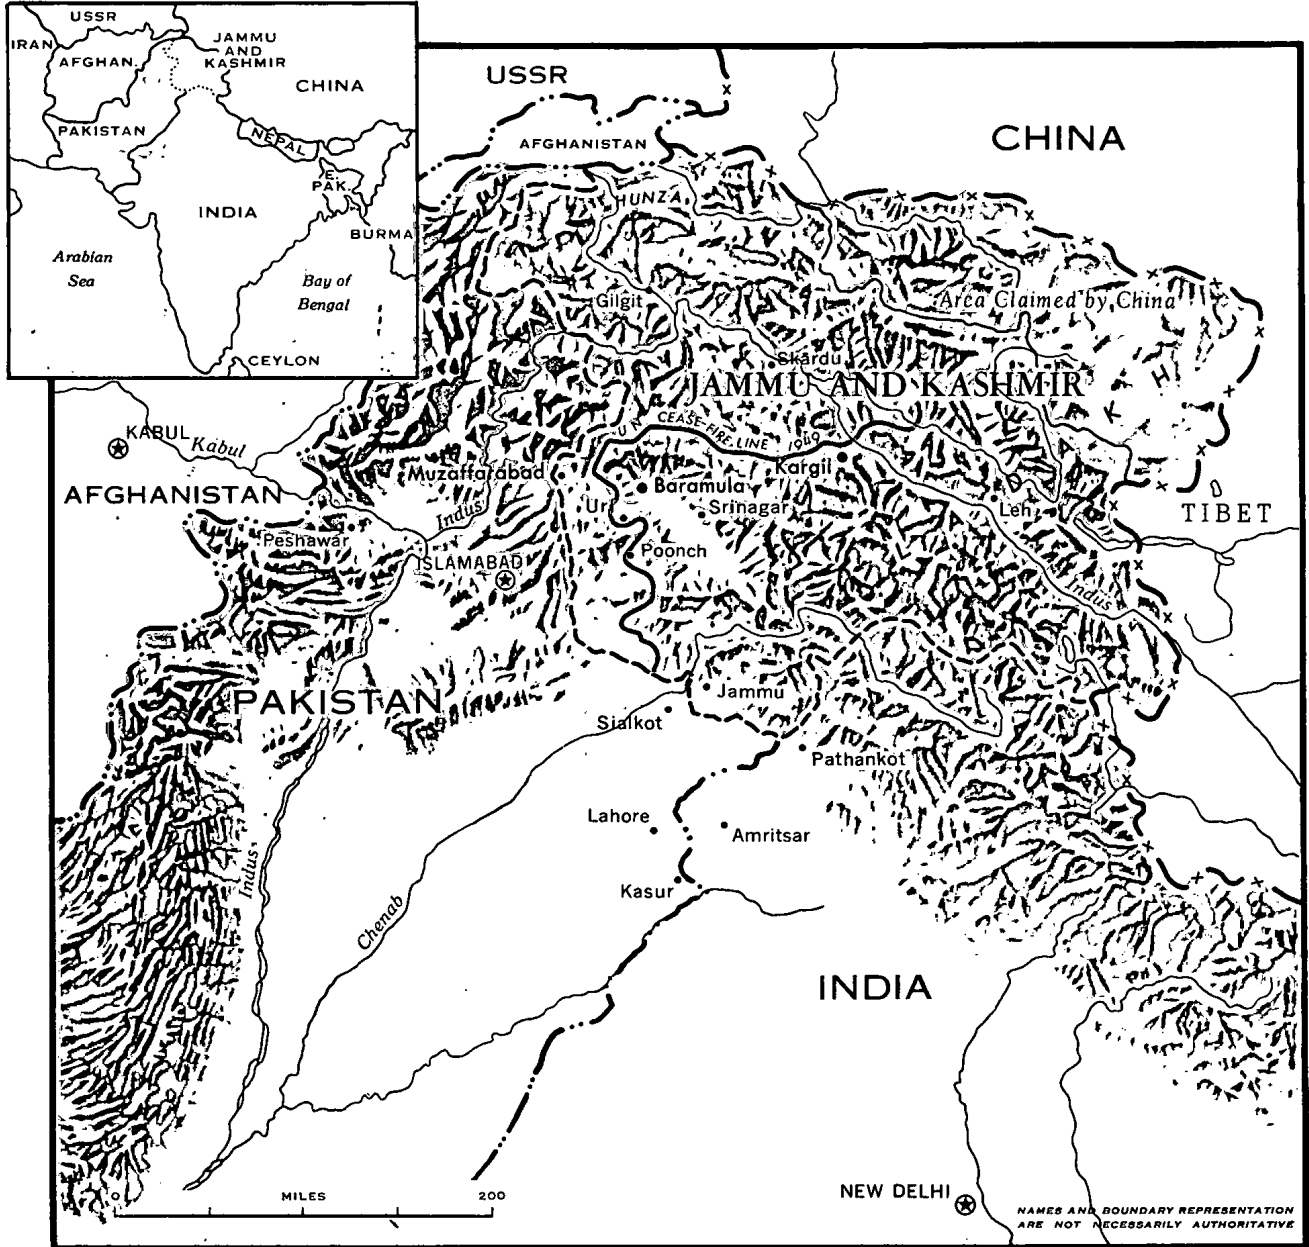 USSR
IRAN
AFGHAN.
JAMMU
AND
KASHMIR
CHINA
PAKISTAN
NEPAL
E.
PAK.
INDIA
BURMA
Arabian
Sea
Bay of
Bengal
CEYLON
USSR
AFGHANISTAN
CHINA
HUNZA
Gilgit
Area Claimed by China
Skardu
JAMMU AND KASHMIR
UN CEASE-FIRE LINE 1949
KABUL
Kabul
Kargil
Muzaffarabad
Baramula
AFGHANISTAN
Indus
Ur
Srinagar
Leh
TIBET
Peshawar
Poonch
ISLAMABAD
Indus
PAKISTAN
Jammu
Sialkot
Pathankot
Lahore
Amritsar
Indus
Kasur
Chenab
INDIA
0 MILES 200
NEW DELHI
NAMES AND BOUNDARY REPRESENTATION
ARE NOT NECESSARILY AUTHORITATIVE